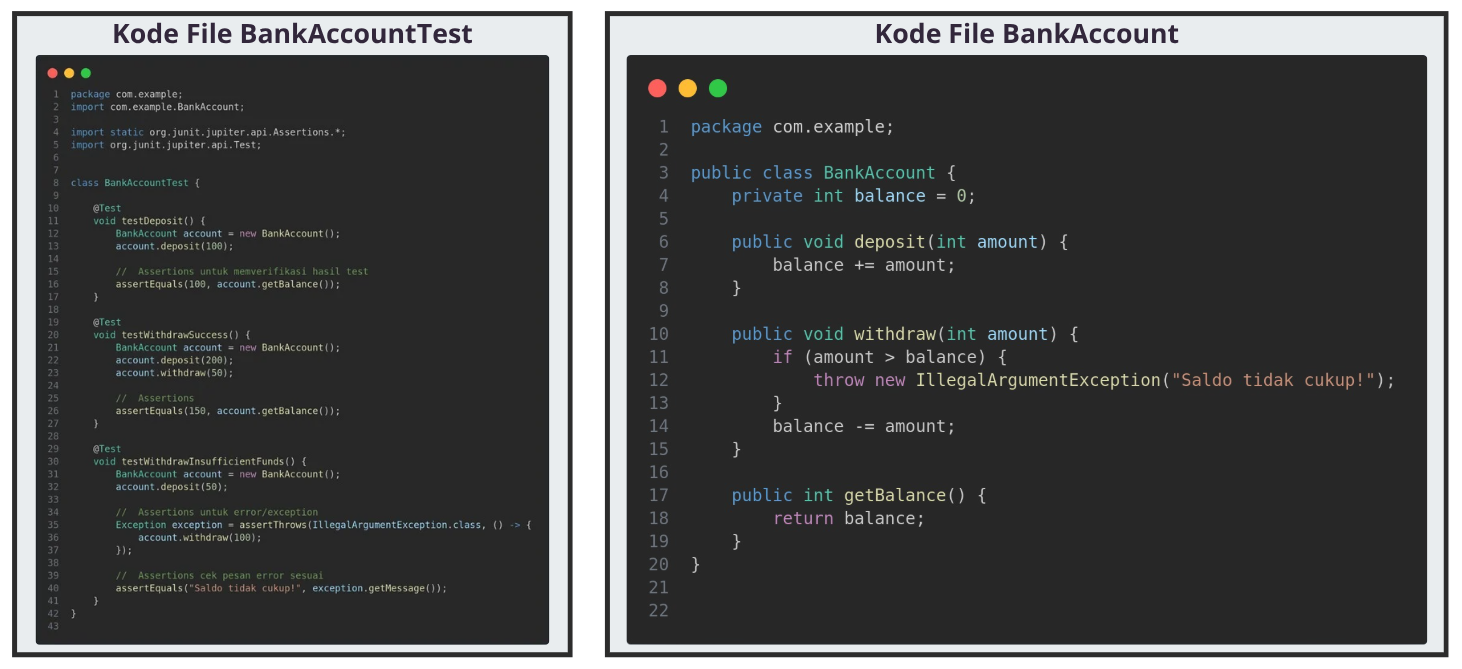 Kode File BankAccountTest
1 package com.example;
2 import com.example.BankAccount;
3
4 import static org.junit.jupiter.api.Assertions.*;
5 import org.junit.jupiter.api.Test;
6
7
8 class BankAccountTest {
9
10     @Test
11     void testDeposit() {
12         BankAccount account = new BankAccount();
13         account.deposit(100);
14
15         //  Assertions untuk memverifikasi hasil test
16         assertEquals(100, account.getBalance());
17     }
18
19     @Test
20     void testWithdrawSuccess() {
21         BankAccount account = new BankAccount();
22         account.deposit(200);
23         account.withdraw(50);
24
25         //  Assertions
26         assertEquals(150, account.getBalance());
27     }
28
29     @Test
30     void testWithdrawInsufficientFunds() {
31         BankAccount account = new BankAccount();
32         account.deposit(50);
33
34         //  Assertions untuk error/exception
35         Exception exception = assertThrows(IllegalArgumentException.class, () -> {
36             account.withdraw(100);
37         });
38
39         //  Assertions cek pesan error sesuai
40         assertEquals("Saldo tidak cukup!", exception.getMessage());
41     }
42 }
43
Kode File BankAccount
1 package com.example;
2
3 public class BankAccount {
4     private int balance = 0;
5
6     public void deposit(int amount) {
7         balance += amount;
8     }
9
10     public void withdraw(int amount) {
11         if (amount > balance) {
12             throw new IllegalArgumentException("Saldo tidak cukup!");
13         }
14         balance -= amount;
15     }
16
17     public int getBalance() {
18         return balance;
19     }
20 }
21
22